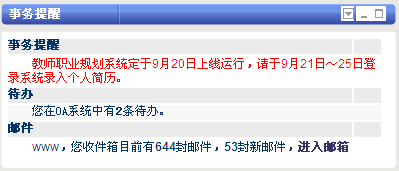 事务提醒
事务提醒
教师职业规划系统定于9月20日上线运行，请于9月21日～25日登
录系统录入个人简历。
待办
您在OA系统中有2条待办。
邮件
www，您收件箱目前有644封邮件，53封新邮件，进入邮箱